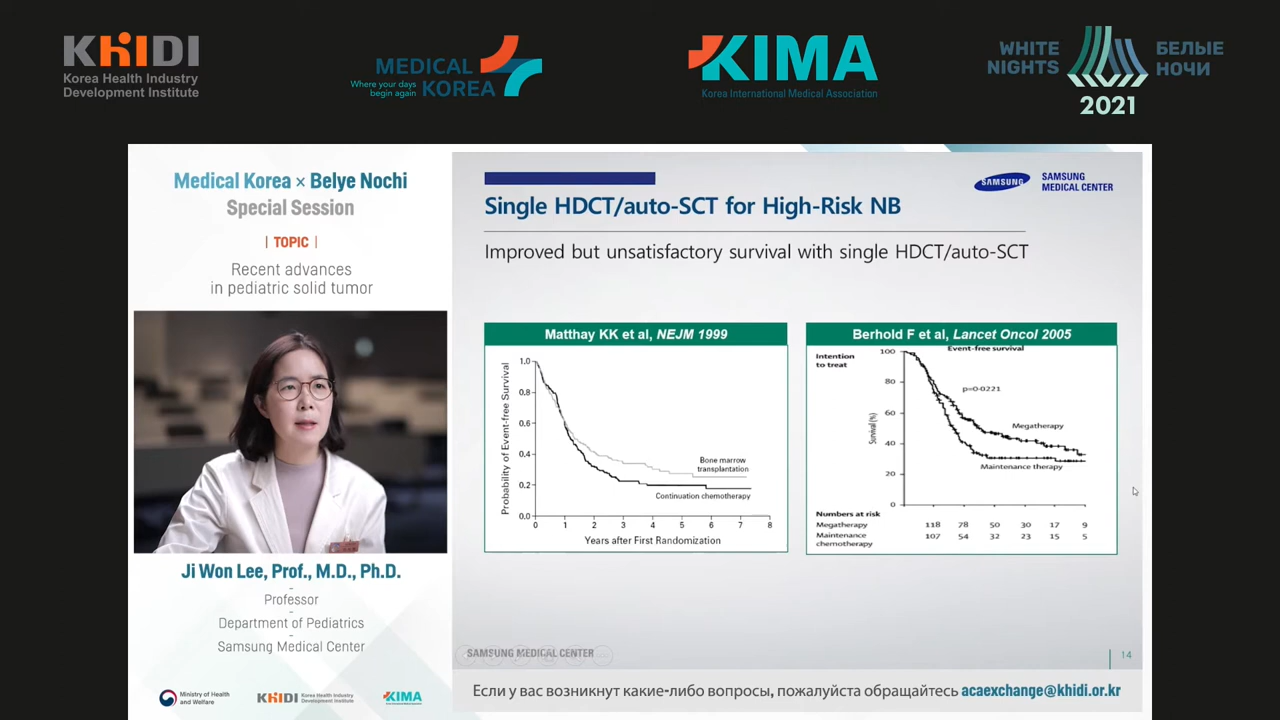 KHIDI
Korea Health Industry
Development Institute
MEDICAL
KOREA
Where your days
begin again
KIMA
Korea International Medical Association
WHITE
NIGHTS
БЕЛЫЕ
НОЧИ
2021
Medical Korea × Belye Nochi
Special Session
| TOPIC |
Recent advances
in pediatric solid tumor
Ji Won Lee, Prof., M.D., Ph.D.
Professor
Department of Pediatrics
Samsung Medical Center
Ministry of Health
and Welfare
KHIDI
Korea Health Industry
Development Institute
KIMA
SAMSUNG
SAMSUNG
MEDICAL CENTER
Single HDCT/auto-SCT for High-Risk NB
Improved but unsatisfactory survival with single HDCT/auto-SCT
Matthay KK et al, NEJM 1999
Probability of Event-free Survival
1.0
0.8
0.6
0.4
0.2
0.0
Bone marrow
transplantation
Continuation chemotherapy
0 1 2 3 4 5 6 7 8
Years after First Randomization
Berhold F et al, Lancet Oncol 2005
Event-free survival
Intention
to treat
Survival (%)
100
80
60
40
20
0
p=0·0221
Megatherapy
Maintenance therapy
Numbers at risk
Megatherapy 118 78 50 30 17 9
Maintenance 107 54 32 23 15 5
chemotherapy
SAMSUNG MEDICAL CENTER
14
Если у вас возникнут какие-либо вопросы, пожалуйста обращайтесь acaexchange@khidi.or.kr